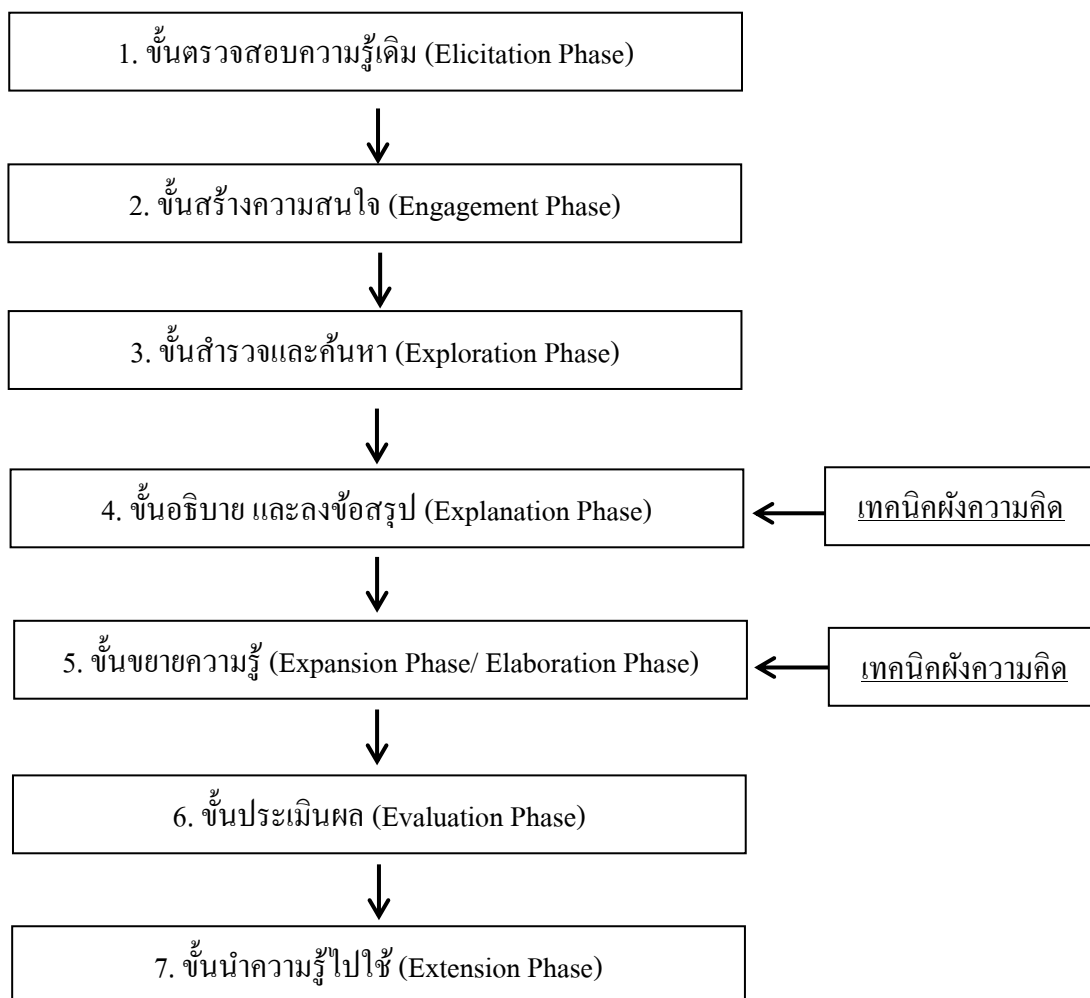 1. ขั้นตรวจสอบความรู้เดิม (Elicitation Phase)
2. ขั้นสร้างความสนใจ (Engagement Phase)
3. ขั้นสำรวจและค้นหา (Exploration Phase)
4. ขั้นอธิบาย และลงข้อสรุป (Explanation Phase)
เทคนิคผังความคิด
5. ขั้นขยายความรู้ (Expansion Phase/ Elaboration Phase)
เทคนิคผังความคิด
6. ขั้นประเมินผล (Evaluation Phase)
7. ขั้นนำความรู้ไปใช้ (Extension Phase)